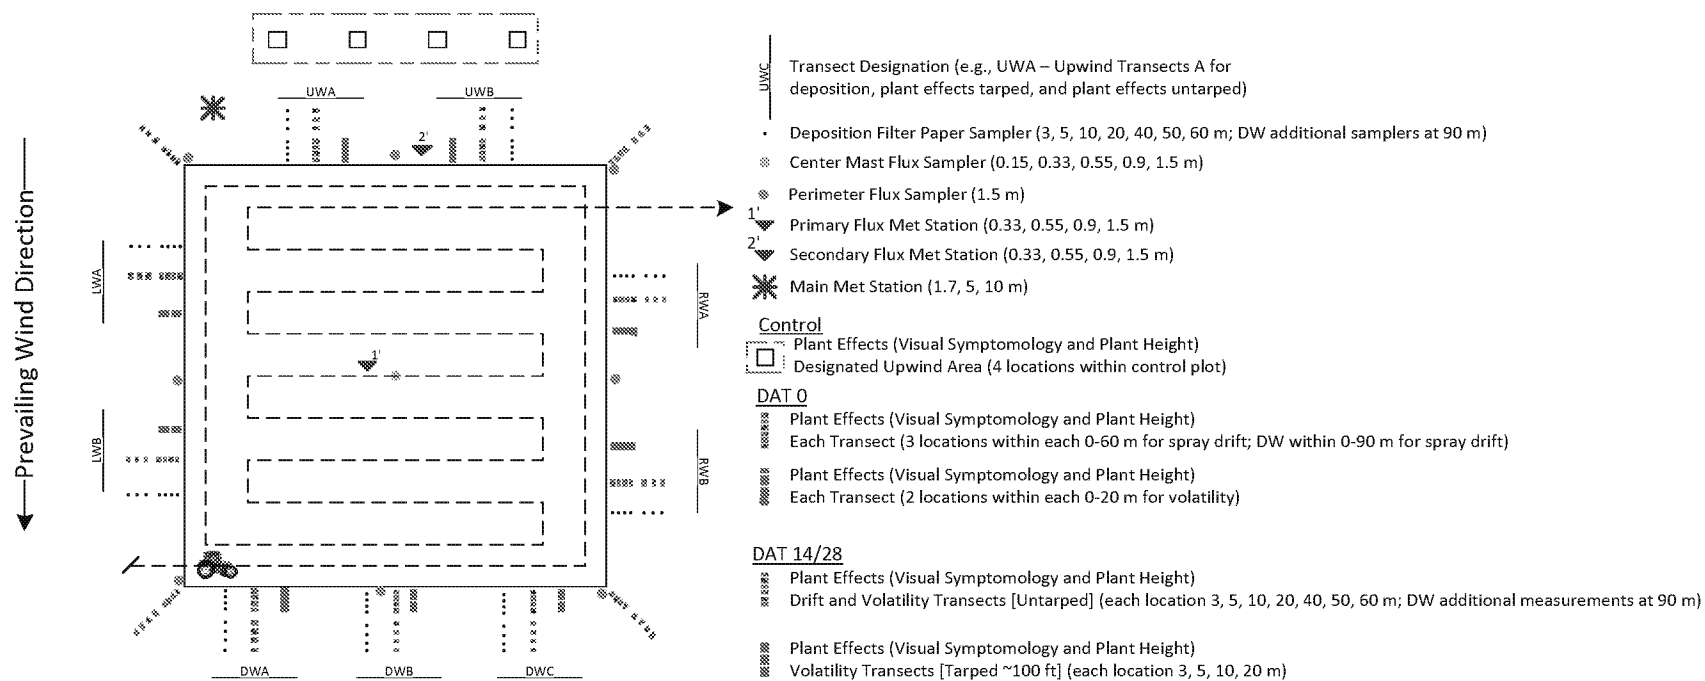 UWA
UWB
2'
Prevailing Wind Direction
LWA
RWA
1'
LWB
RWB
DWA
DWB
DWC
UWC
Transect Designation (e.g., UWA – Upwind Transects A for
deposition, plant effects tarped, and plant effects untarped)
Deposition Filter Paper Sampler (3, 5, 10, 20, 40, 50, 60 m; DW additional samplers at 90 m)
Center Mast Flux Sampler (0.15, 0.33, 0.55, 0.9, 1.5 m)
Perimeter Flux Sampler (1.5 m)
1' Primary Flux Met Station (0.33, 0.55, 0.9, 1.5 m)
2' Secondary Flux Met Station (0.33, 0.55, 0.9, 1.5 m)
Main Met Station (1.7, 5, 10 m)
Control
Plant Effects (Visual Symptomology and Plant Height)
Designated Upwind Area (4 locations within control plot)
DAT 0
Plant Effects (Visual Symptomology and Plant Height)
Each Transect (3 locations within each 0-60 m for spray drift; DW within 0-90 m for spray drift)
Plant Effects (Visual Symptomology and Plant Height)
Each Transect (2 locations within each 0-20 m for volatility)
DAT 14/28
Plant Effects (Visual Symptomology and Plant Height)
Drift and Volatility Transects [Untarped] (each location 3, 5, 10, 20, 40, 50, 60 m; DW additional measurements at 90 m)
Plant Effects (Visual Symptomology and Plant Height)
Volatility Transects [Tarped ~100 ft] (each location 3, 5, 10, 20 m)